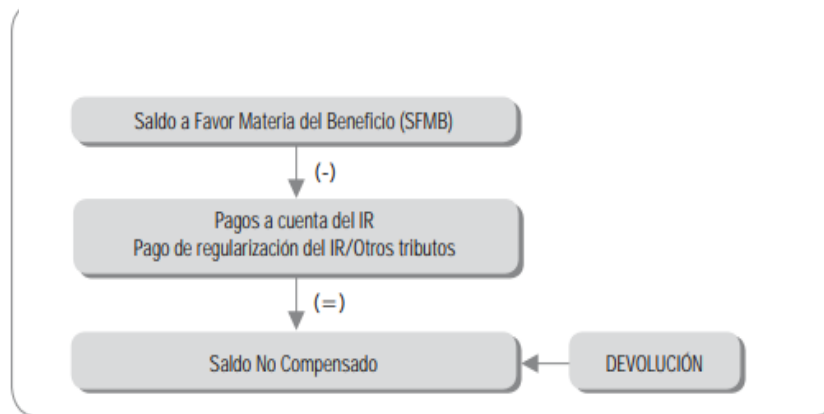 Saldo a Favor Materia del Beneficio (SFMB)
(-)
Pagos a cuenta del IR
Pago de regularización del IR/Otros tributos
(=)
Saldo No Compensado
DEVOLUCIÓN